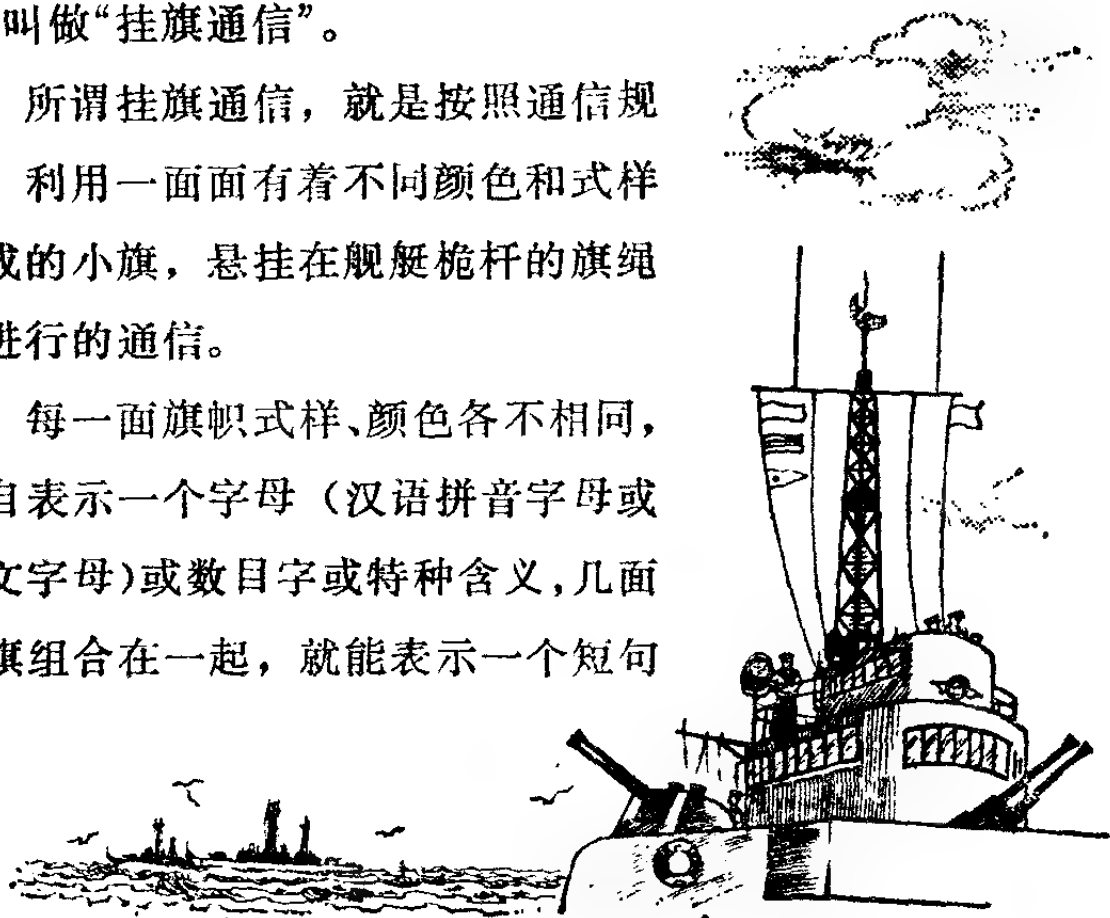 叫做“挂旗通信”。
所谓挂旗通信，就是按照通信规
利用一面面有着不同颜色和式样
的小旗，悬挂在舰艇桅杆的旗绳
进行的通信。
每一面旗帜式样、颜色各不相同，
自表示一个字母（汉语拼音字母或
文字母）或数目字或特种含义，几面
旗组合在一起，就能表示一个短句